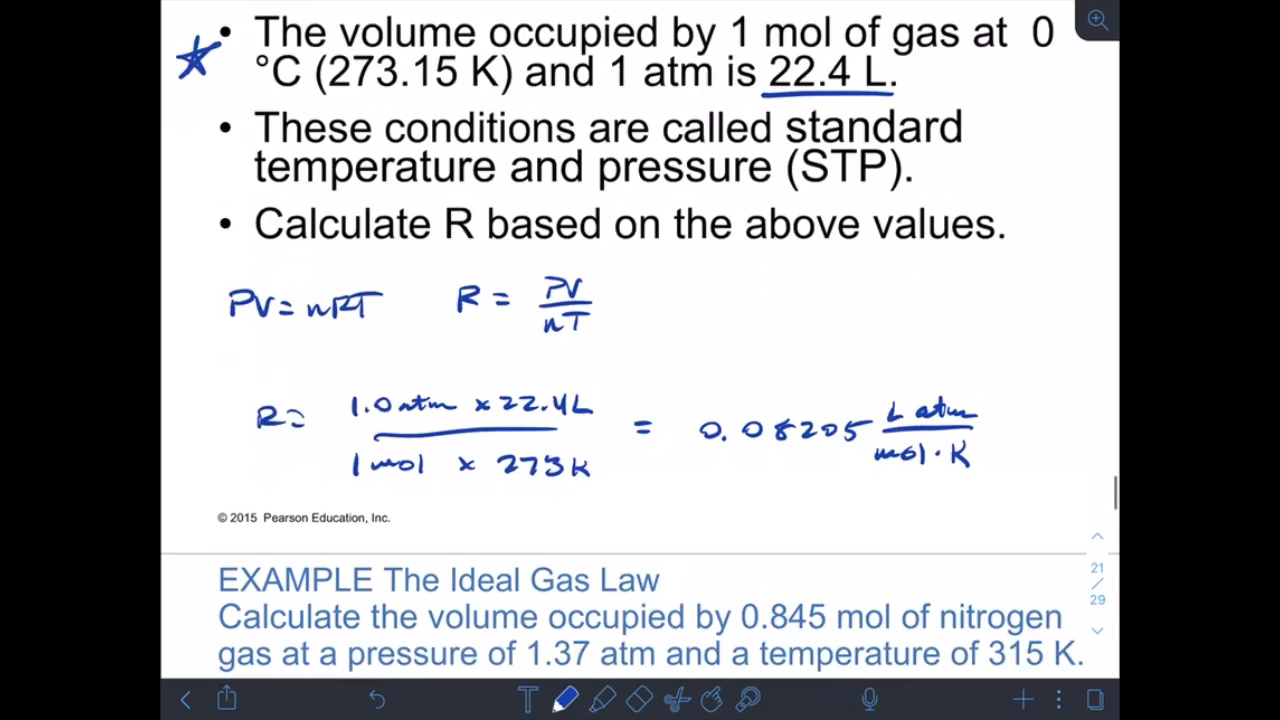 • The volume occupied by 1 mol of gas at 0
°C (273.15 K) and 1 atm is 22.4 L.
• These conditions are called standard
temperature and pressure (STP).
• Calculate R based on the above values.
PV = nRT R = PV / nT
R = 1.0 atm x 22.4 L / 1 mol x 273 K = 0.08205 L atm / mol · K
© 2015 Pearson Education, Inc.
EXAMPLE The Ideal Gas Law
Calculate the volume occupied by 0.845 mol of nitrogen
gas at a pressure of 1.37 atm and a temperature of 315 K.
21
/
29
T